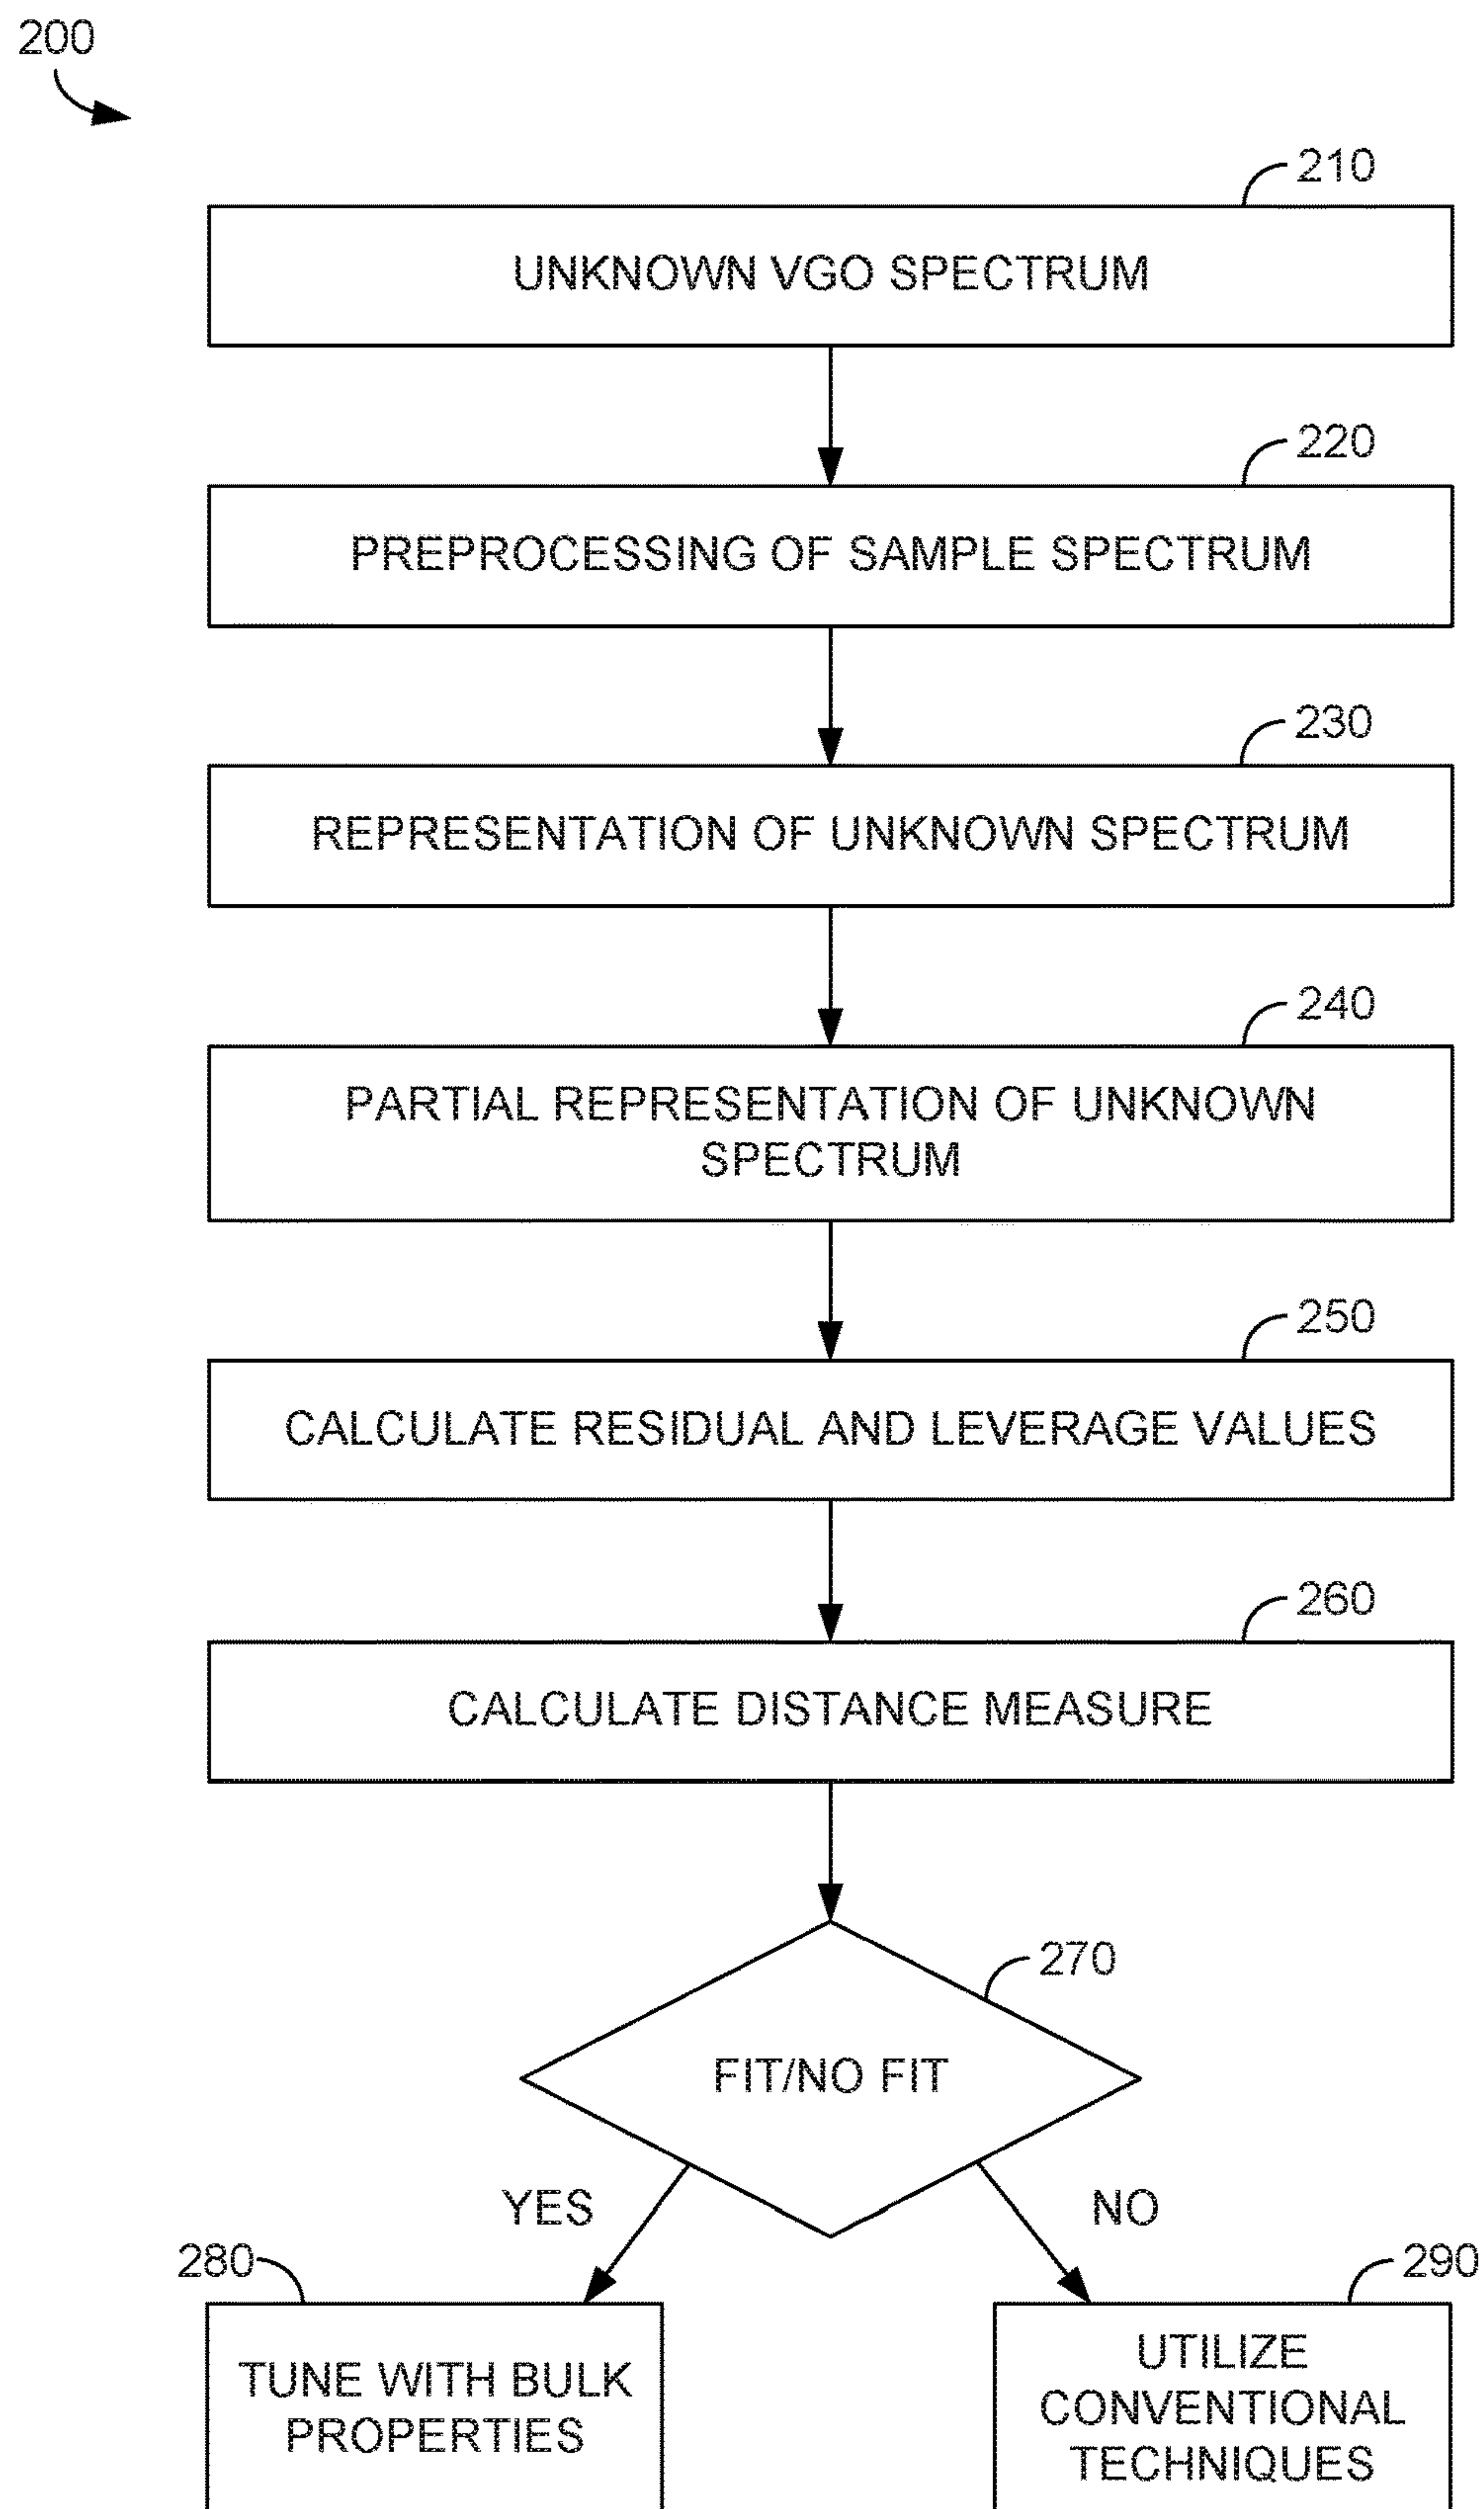 200
210
UNKNOWN VGO SPECTRUM
220
PREPROCESSING OF SAMPLE SPECTRUM
230
REPRESENTATION OF UNKNOWN SPECTRUM
240
PARTIAL REPRESENTATION OF UNKNOWN
SPECTRUM
250
CALCULATE RESIDUAL AND LEVERAGE VALUES
260
CALCULATE DISTANCE MEASURE
270
FIT/NO FIT
YES
NO
280
290
TUNE WITH BULK
PROPERTIES
UTILIZE
CONVENTIONAL
TECHNIQUES